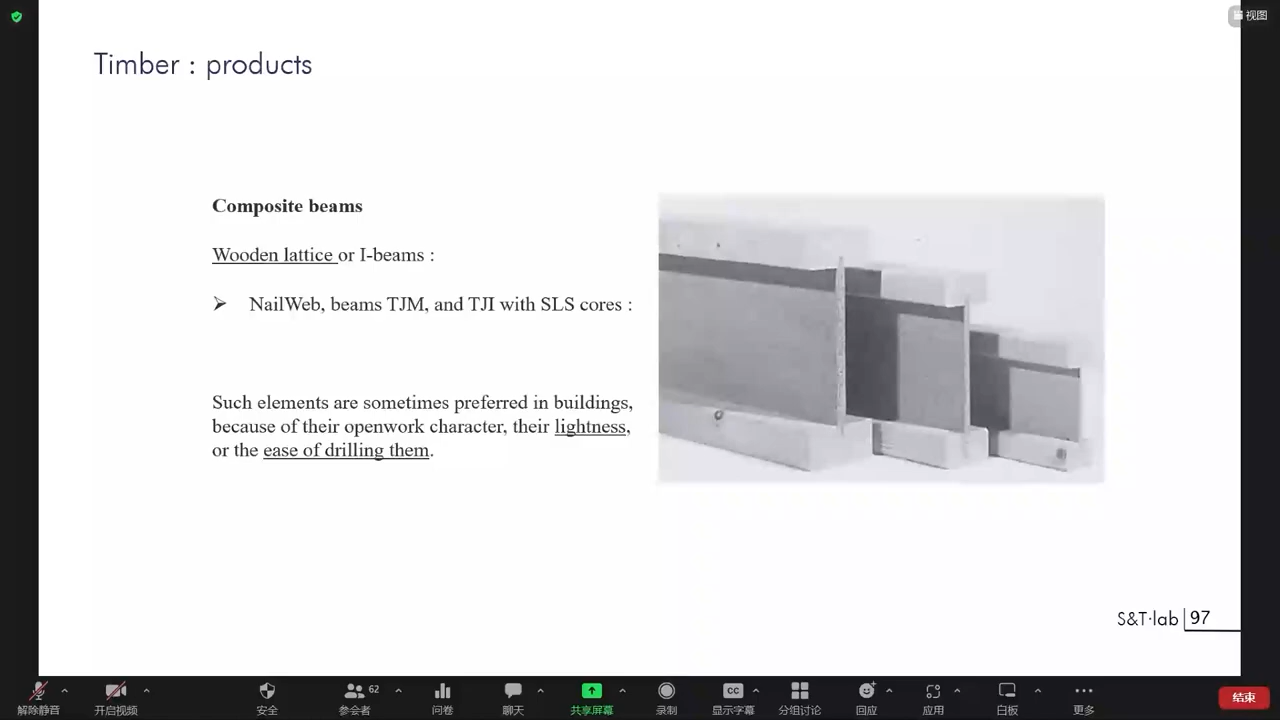 视图
Timber : products
Composite beams
Wooden lattice or I-beams :
➢ NailWeb, beams TJM, and TJI with SLS cores :
Such elements are sometimes preferred in buildings,
because of their openwork character, their lightness,
or the ease of drilling them.
S&T·lab 97
解除静音 开启视频 安全 参会者 62 问卷 聊天 共享屏幕 录制 CC 显示字幕 分组讨论 回应 应用 白板 更多 结束